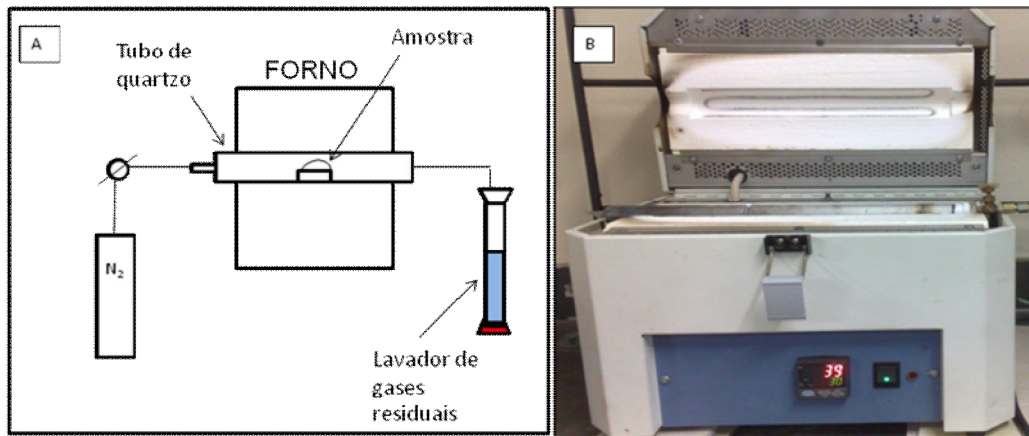 A
Tubo de
quartzo
Amostra
FORNO
N₂
Lavador de
gases
residuais
B
39
30